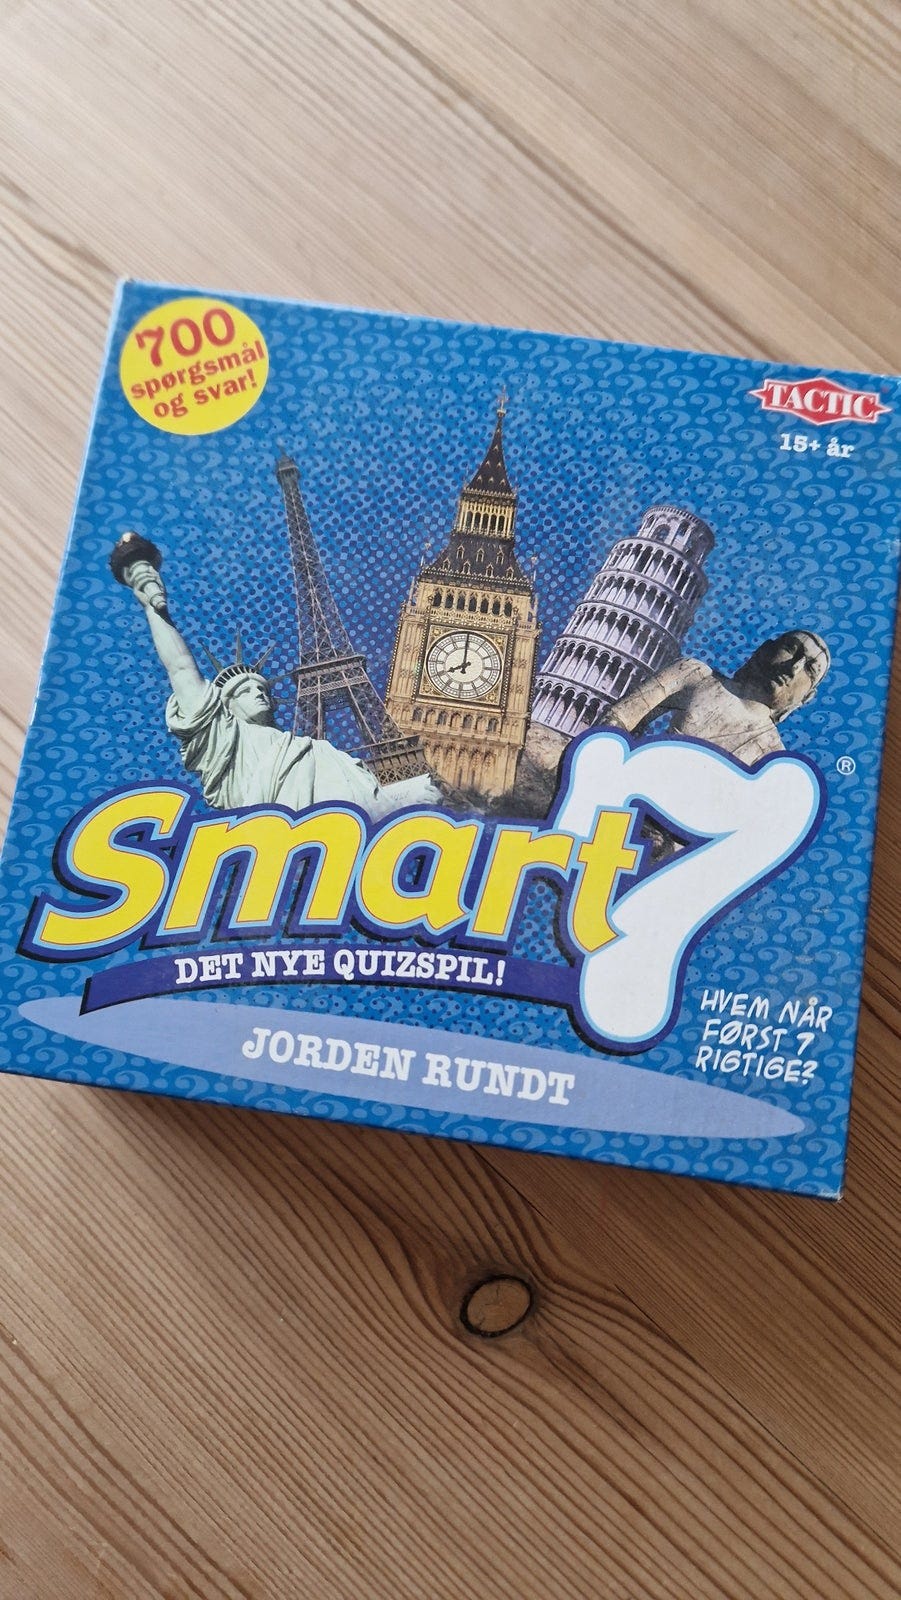 700
spørgsmål
og svar!
TACTIC
15+ år
Smart7
®
DET NYE QUIZSPIL!
HVEM NÅR
FØRST 7
RIGTIGE?
JORDEN RUNDT